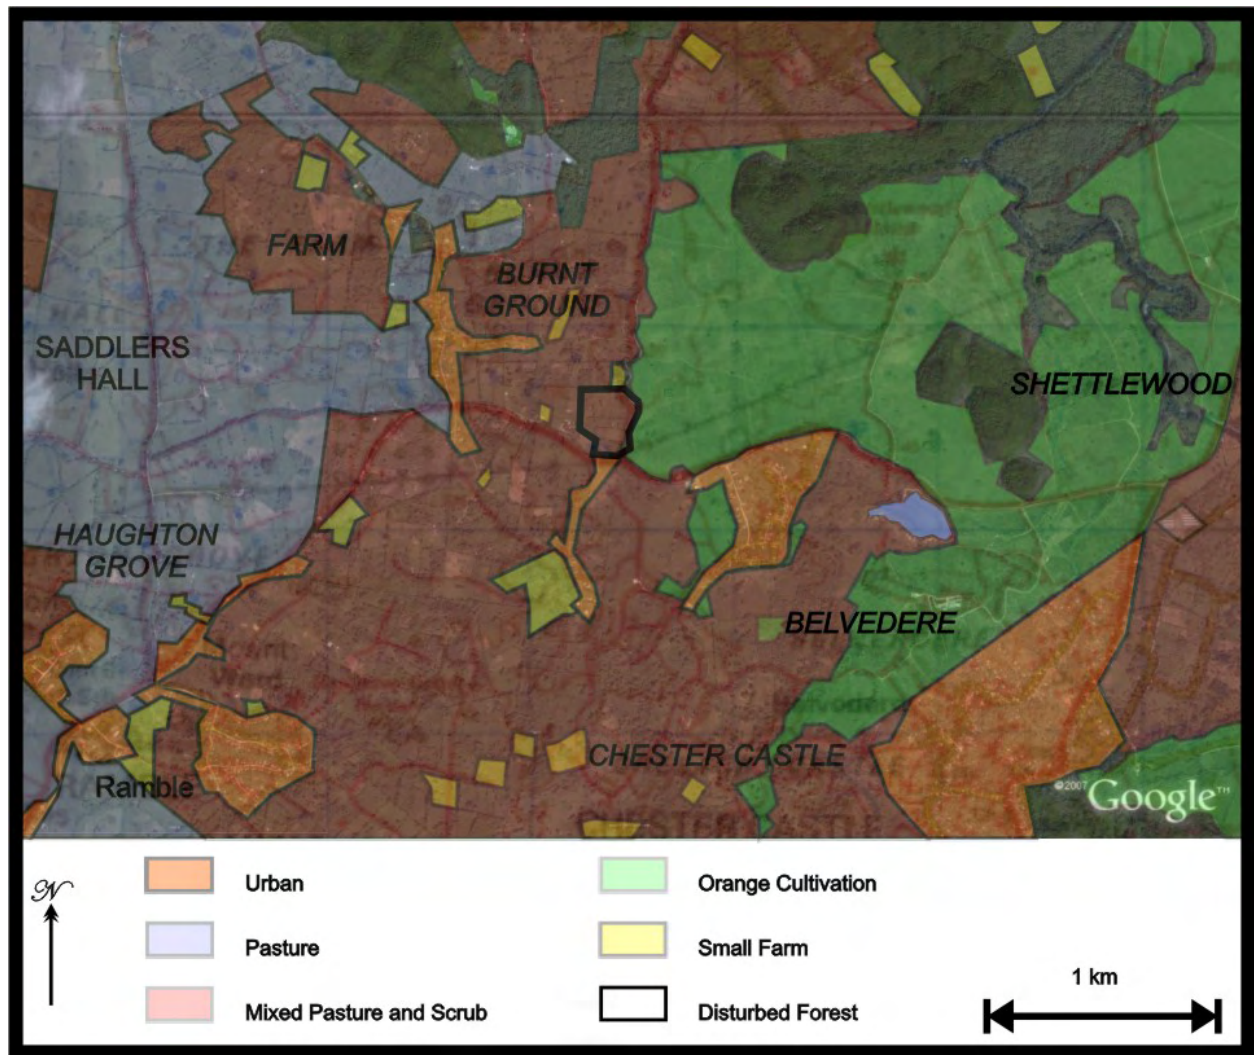 FARM
BURNT
GROUND
SADDLERS
HALL
SHETTLEWOOD
HAUGHTON
GROVE
BELVEDERE
CHESTER CASTLE
Ramble
©2007 Google™
N
Urban
Orange Cultivation
Pasture
Small Farm
1 km
Mixed Pasture and Scrub
Disturbed Forest